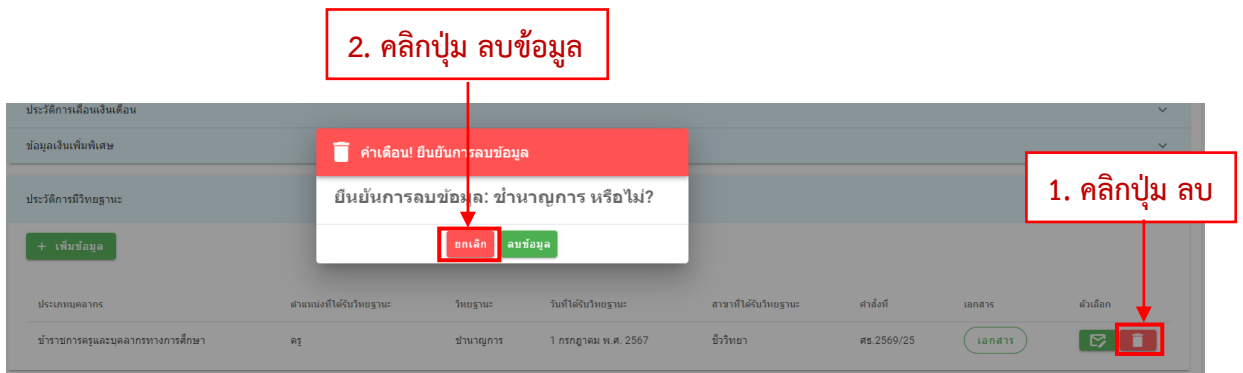 2. คลิกปุ่ม ลบข้อมูล
ประวัติการเลื่อนเงินเดือน
ข้อมูลเงินเพิ่มพิเศษ
คำเตือน! ยืนยันการลบข้อมูล
1. คลิกปุ่ม ลบ
ประวัติการมีวิทยฐานะ
ยืนยันการลบข้อมูล: ชำนาญการ หรือไม่?
+ เพิ่มข้อมูล
ยกเลิก ลบข้อมูล
ประเภทบุคลากร ตำแหน่งที่ได้รับวิทยฐานะ วิทยฐานะ วันที่ได้รับวิทยฐานะ สาขาที่ได้รับวิทยฐานะ คำสั่งที่ เอกสาร ตัวเลือก
ข้าราชการครูและบุคลากรทางการศึกษา ครู ชำนาญการ 1 กรกฎาคม พ.ศ. 2567 ชีววิทยา ศธ.2569/25 เอกสาร